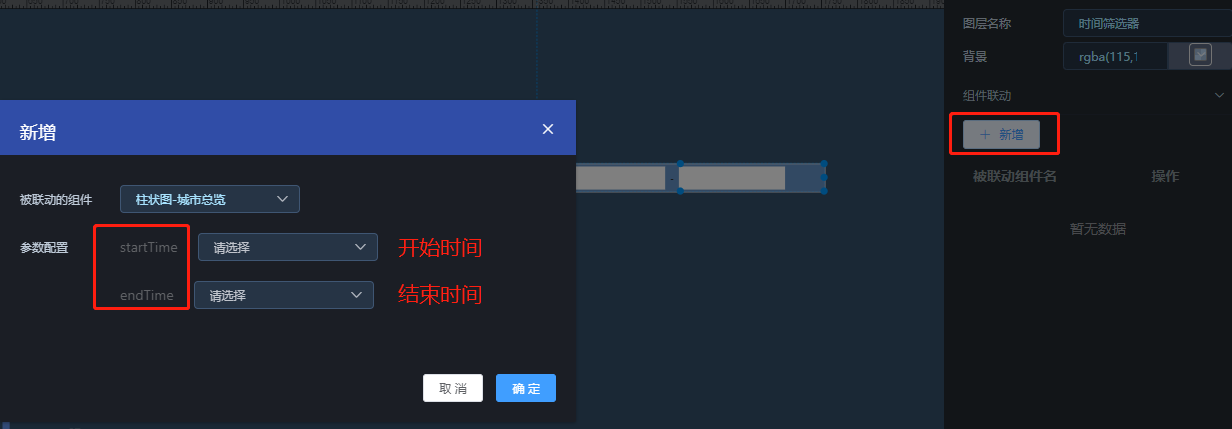 图层名称 时间筛选器
背景 rgba(115,1
组件联动
+ 新增
被联动组件名 操作
暂无数据
新增
被联动的组件 柱状图-城市总览
参数配置 startTime 请选择 开始时间
endTime 请选择 结束时间
取消 确定
-